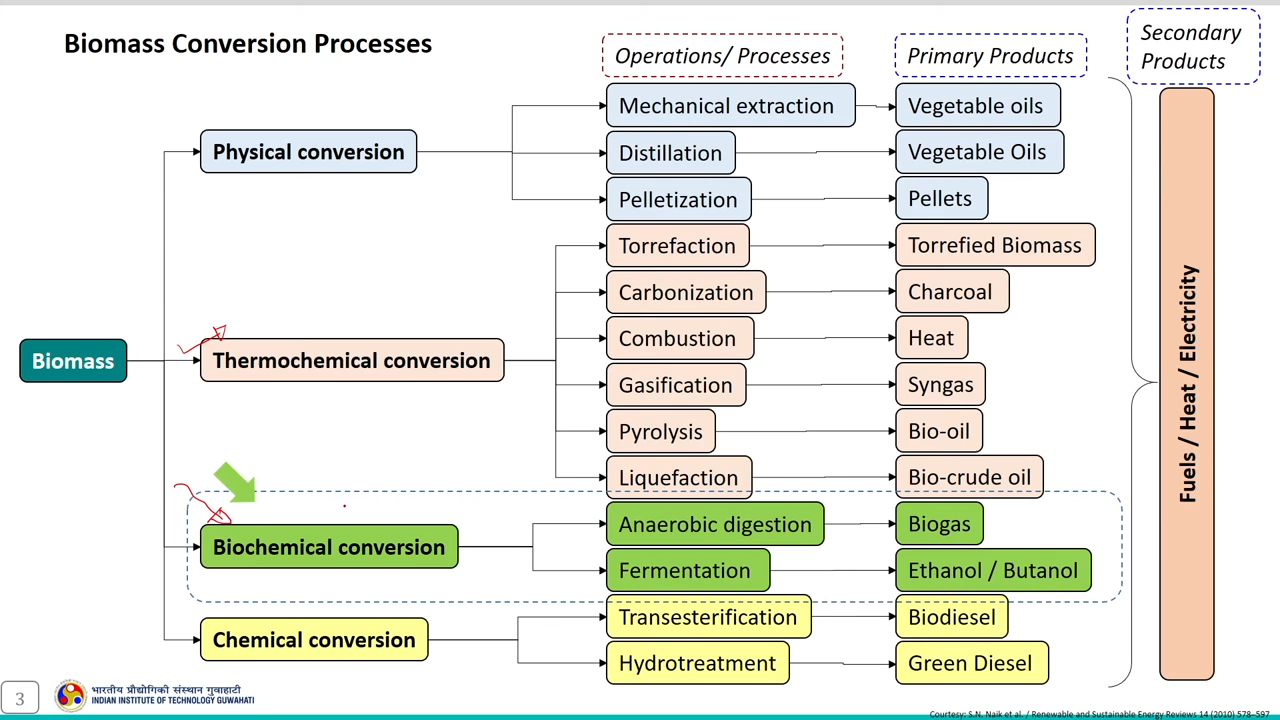 Biomass Conversion Processes
Operations/ Processes
Primary Products
Secondary
Products
Biomass
Physical conversion
Mechanical extraction
Vegetable oils
Distillation
Vegetable Oils
Pelletization
Pellets
Thermochemical conversion
Torrefaction
Torrefied Biomass
Carbonization
Charcoal
Combustion
Heat
Gasification
Syngas
Pyrolysis
Bio-oil
Liquefaction
Bio-crude oil
Biochemical conversion
Anaerobic digestion
Biogas
Fermentation
Ethanol / Butanol
Chemical conversion
Transesterification
Biodiesel
Hydrotreatment
Green Diesel
Fuels / Heat / Electricity
3
भारतीय प्रौद्योगिकी संस्थान गुवाहाटी
INDIAN INSTITUTE OF TECHNOLOGY GUWAHATI
Courtesy: S.N. Naik et al. / Renewable and Sustainable Energy Reviews 14 (2010) 578–597